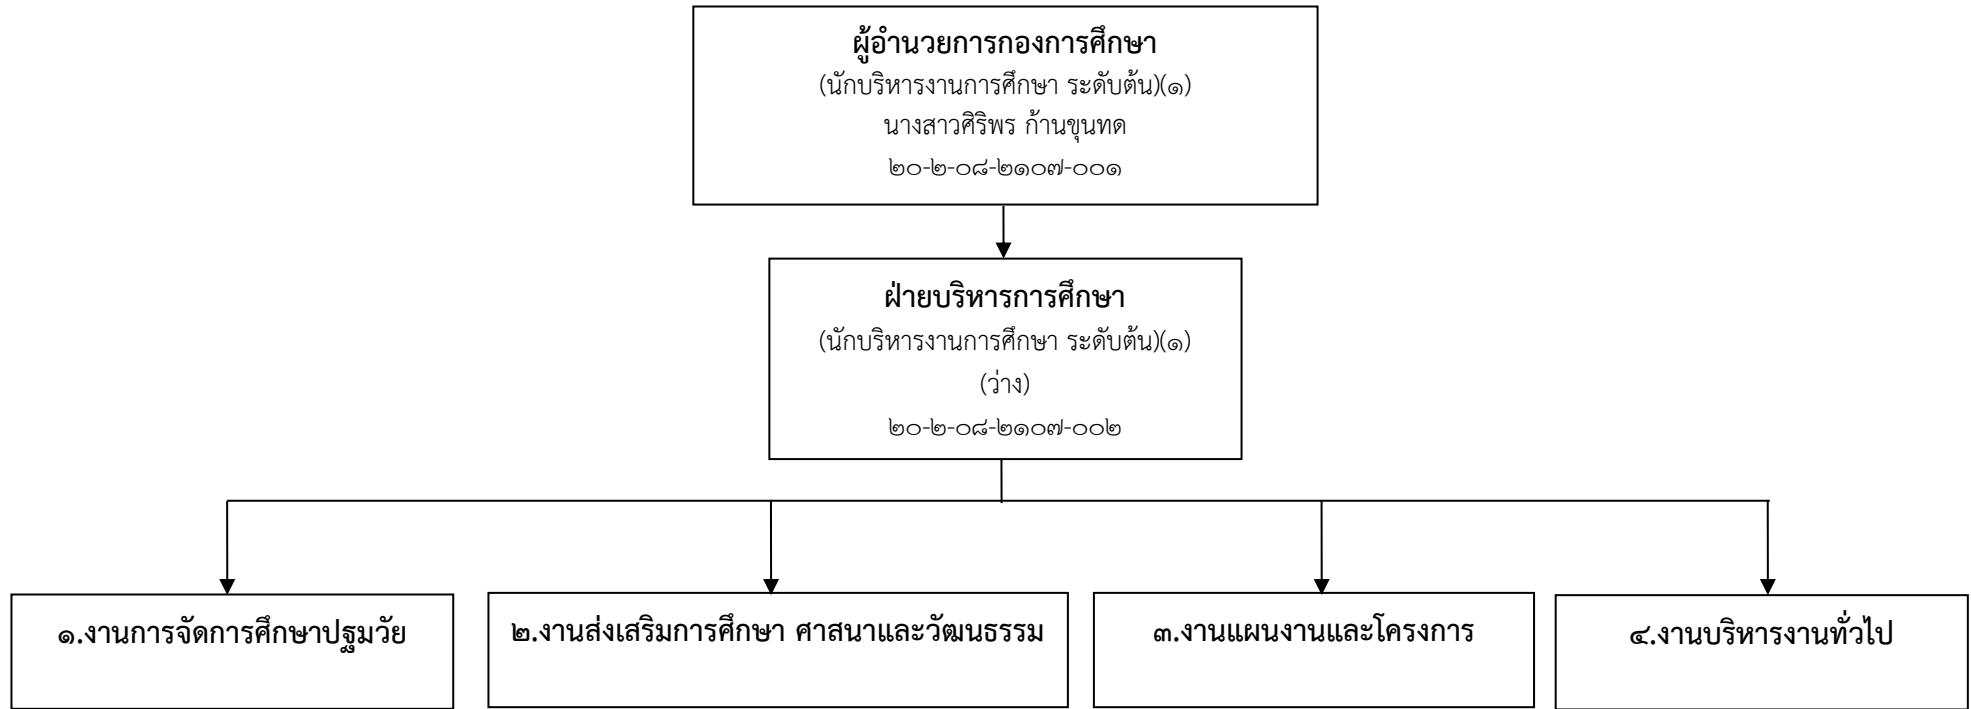 ผู้อำนวยการกองการศึกษา
(นักบริหารงานการศึกษา ระดับต้น)(๑)
นางสาวศิริพร ก้านขุนทด
๒๐-๒-๐๘-๒๑๐๗-๐๐๑
ฝ่ายบริหารการศึกษา
(นักบริหารงานการศึกษา ระดับต้น)(๑)
(ว่าง)
๒๐-๒-๐๘-๒๑๐๗-๐๐๒
๑.งานการจัดการศึกษาปฐมวัย
๒.งานส่งเสริมการศึกษา ศาสนาและวัฒนธรรม
๓.งานแผนงานและโครงการ
๔.งานบริหารงานทั่วไป